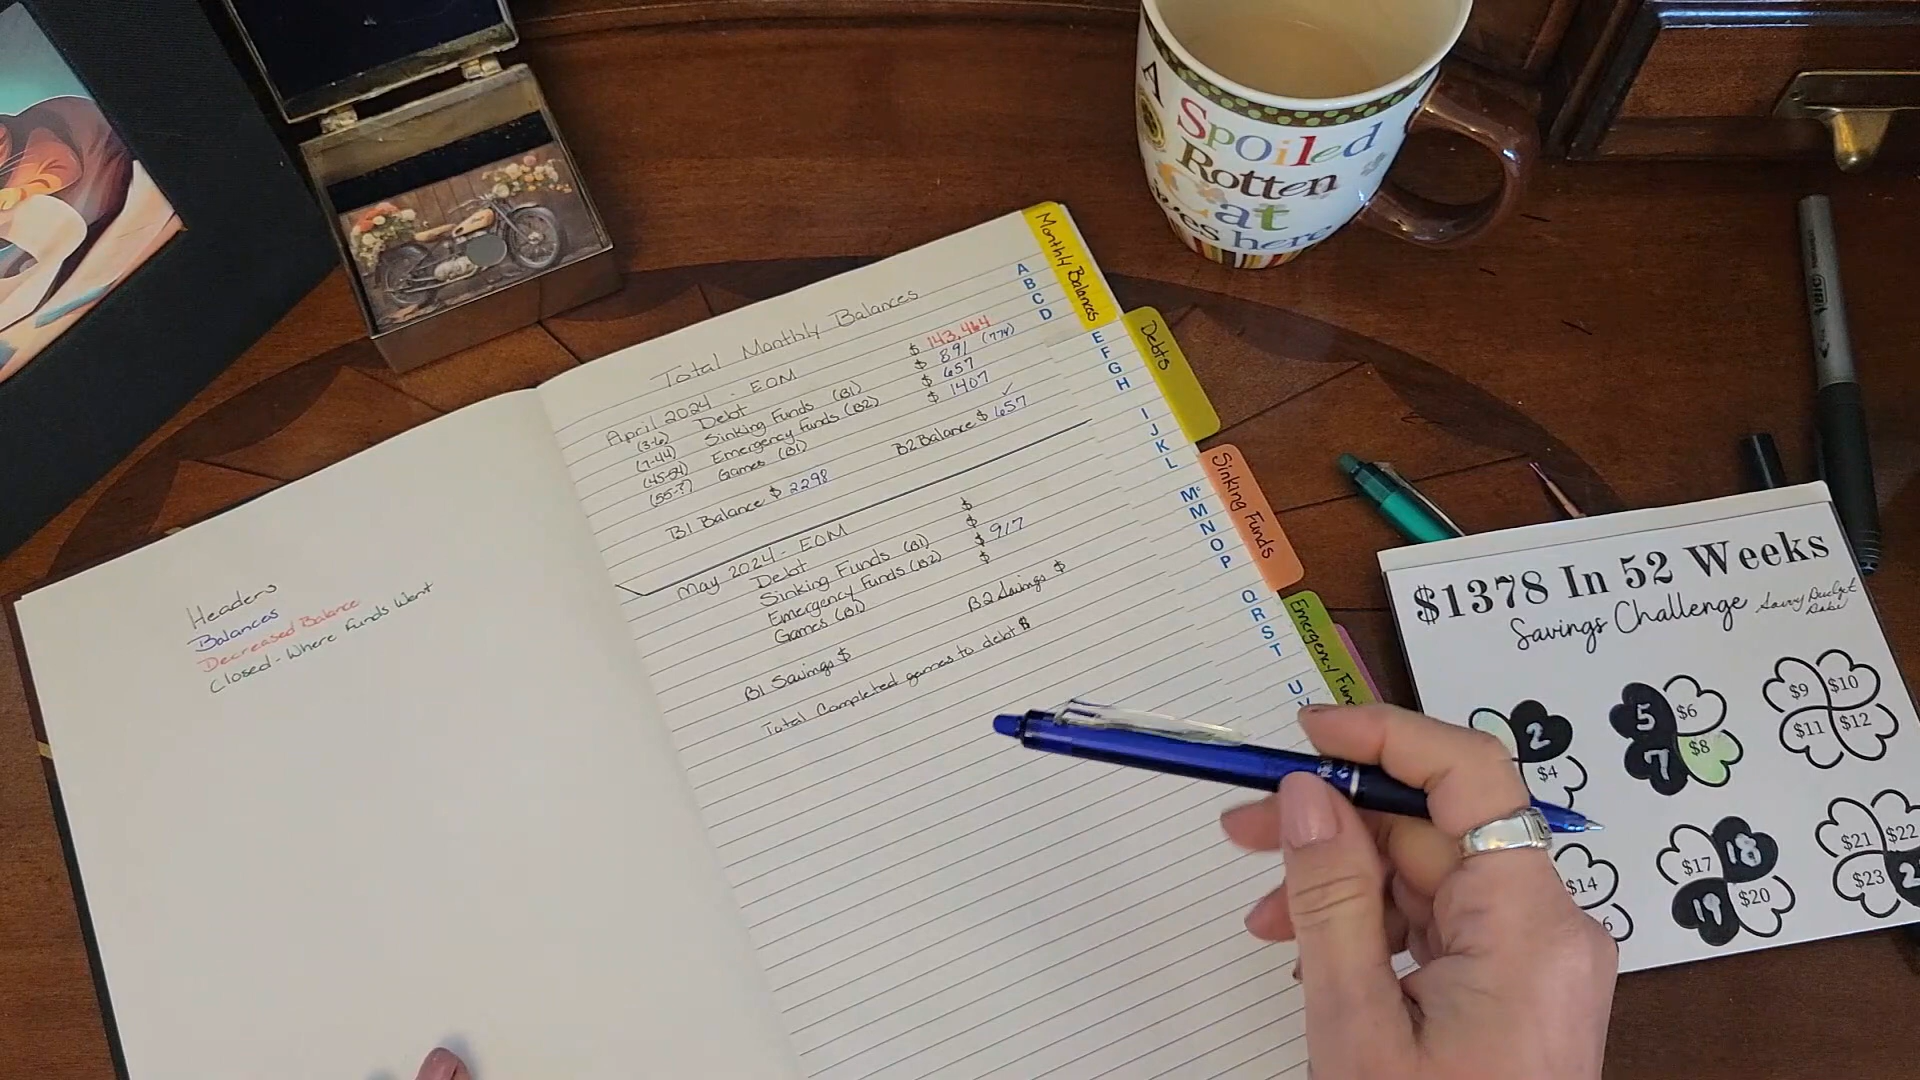 Headers
Balances
Decreased Balance
Closed - Where Funds Went
Total Monthly Balances
April 2024 - EOM
(3-6) Debt $ 143,464
(7-44) Sinking Funds (B1) $ 891 (774)
(45-54) Emergency Funds (B2) $ 657
(55-?) Games (B1) $ 1407
B1 Balance $ 2298 B2 Balance $ 657 ✓
May 2024 - EOM
Debt $
Sinking Funds (B1) $
Emergency Funds (B2) $ 917
Games (B1) $
B1 Savings $ B2 Savings $
Total Completed games to debt $
Monthly Balances
Debts
Sinking Funds
Emergency Fun
A
B
C
D
E
F
G
H
I
J
K
L
Mc
M
N
O
P
Q
R
S
T
U
V
A
Spoiled
Rotten
Cat
here
BIC
$1378 In 52 Weeks
Savings Challenge
Savvy Budget
2 $4
5 $6 7 $8
$9 $10 $11 $12
$14
$17 18 19 $20
$21 $22 $23